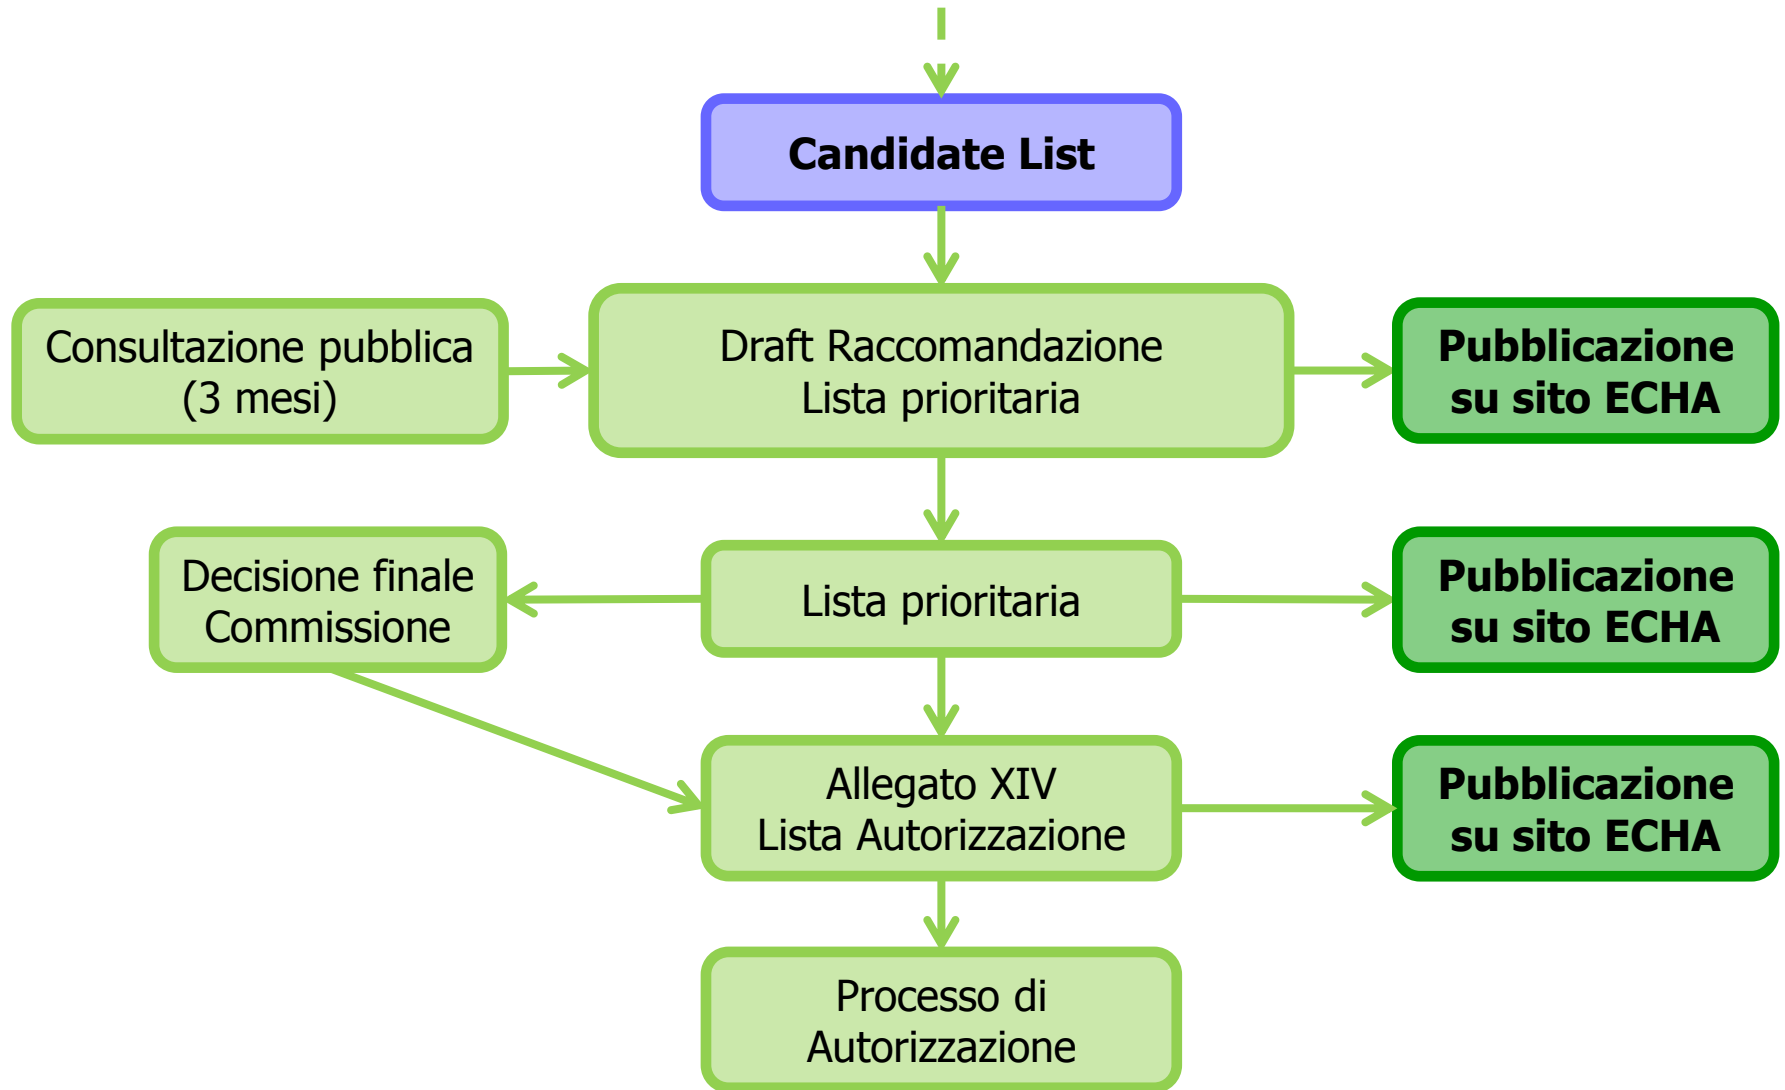 Candidate List
Consultazione pubblica
(3 mesi)
Draft Raccomandazione
Lista prioritaria
Pubblicazione
su sito ECHA
Decisione finale
Commissione
Lista prioritaria
Pubblicazione
su sito ECHA
Allegato XIV
Lista Autorizzazione
Pubblicazione
su sito ECHA
Processo di
Autorizzazione